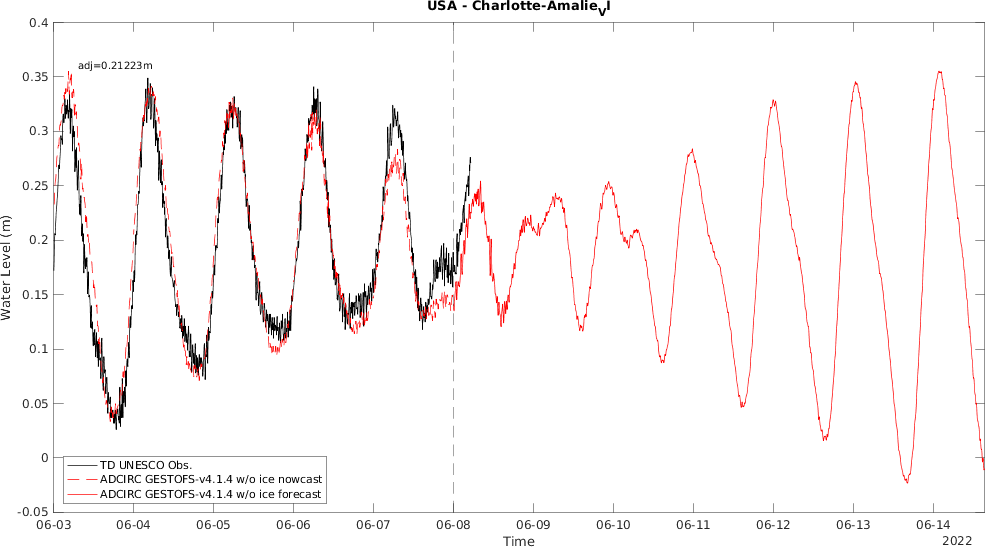 USA - Charlotte-AmalieVI
adj=0.21223m
Water Level (m)
0.4
0.35
0.3
0.25
0.2
0.15
0.1
0.05
0
-0.05
TD UNESCO Obs.
ADCIRC GESTOFS-v4.1.4 w/o ice nowcast
ADCIRC GESTOFS-v4.1.4 w/o ice forecast
06-03 06-04 06-05 06-06 06-07 06-08 06-09 06-10 06-11 06-12 06-13 06-14
Time
2022